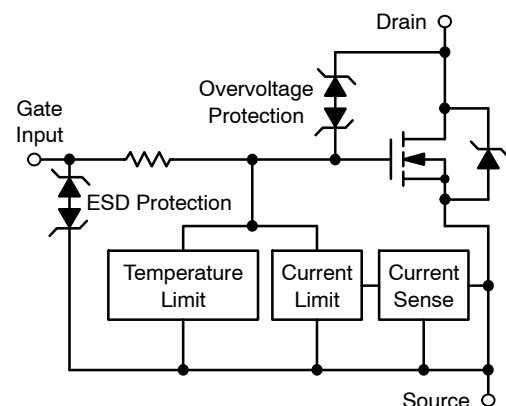 Drain
Overvoltage
Protection
Gate
Input
ESD Protection
Temperature
Limit
Current
Limit
Current
Sense
Source